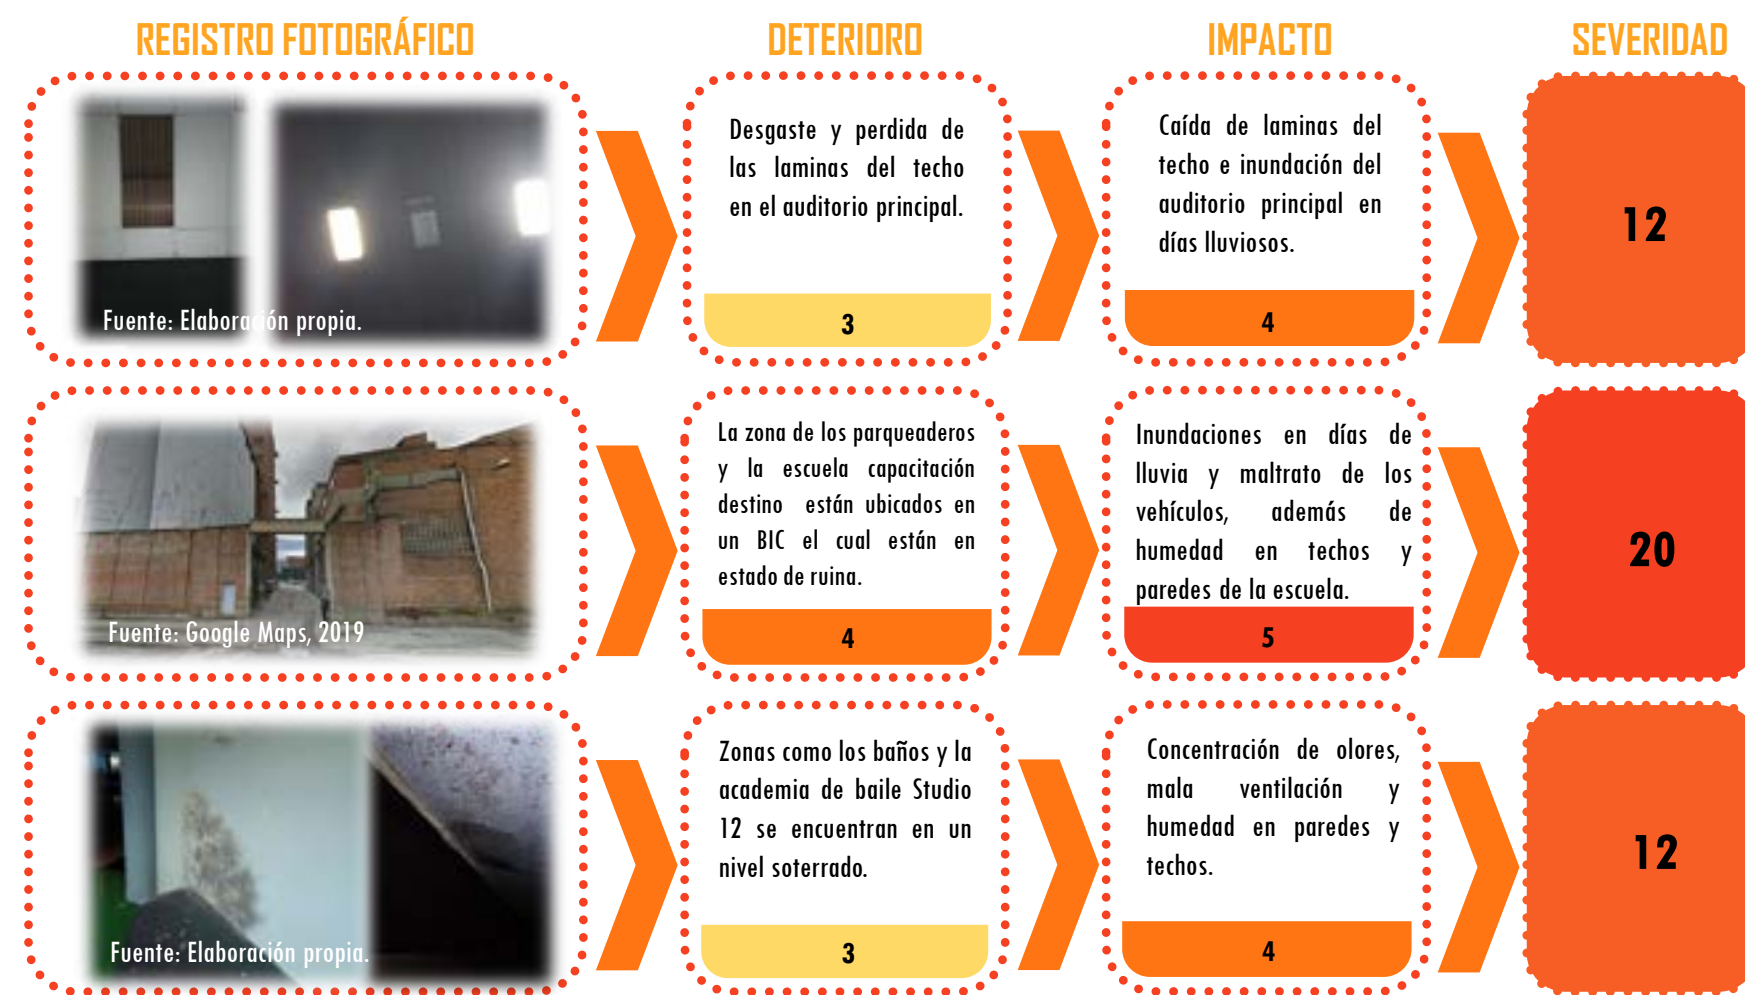 REGISTRO FOTOGRÁFICO
DETERIORO
IMPACTO
SEVERIDAD
Fuente: Elaboración propia.
Desgaste y perdida de
las laminas del techo
en el auditorio principal.
3
Caída de laminas del
techo e inundación del
auditorio principal en
días lluviosos.
4
12
Fuente: Google Maps, 2019
La zona de los parqueaderos
y la escuela capacitación
destino están ubicados en
un BIC el cual están en
estado de ruina.
4
Inundaciones en días de
lluvia y maltrato de los
vehículos, además de
humedad en techos y
paredes de la escuela.
5
20
Fuente: Elaboración propia.
Zonas como los baños y la
academia de baile Studio
12 se encuentran en un
nivel soterrado.
3
Concentración de olores,
mala ventilación y
humedad en paredes y
techos.
4
12